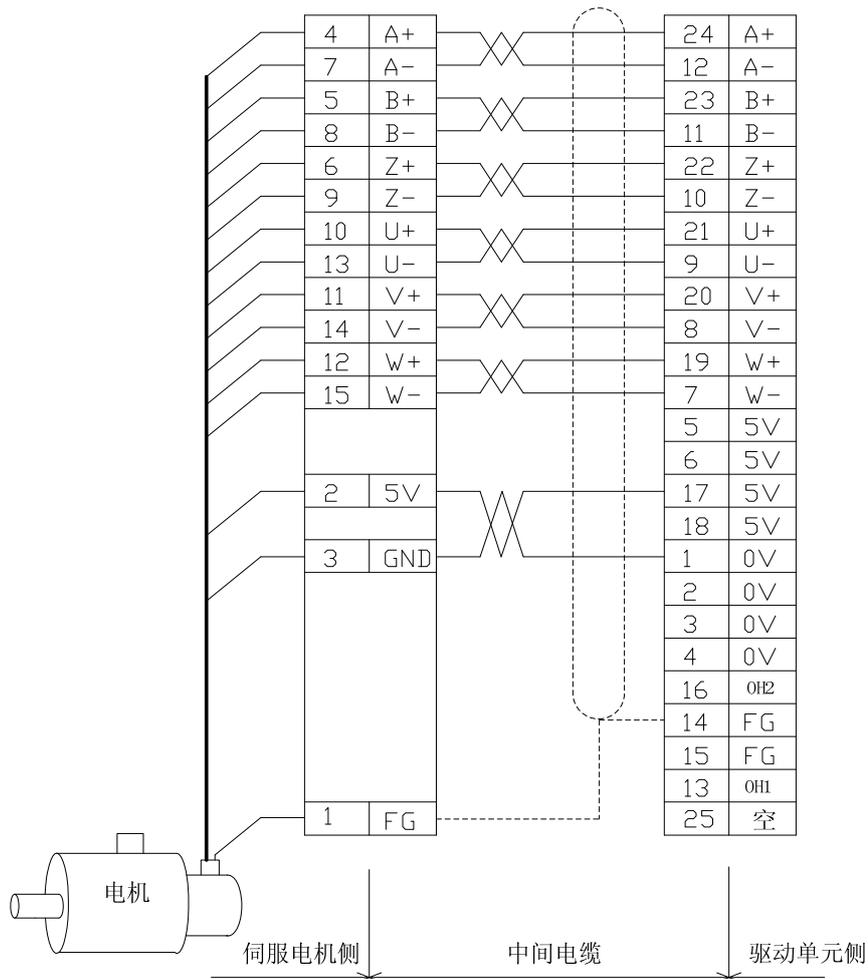 4 A+ 24 A+
7 A- 12 A-
5 B+ 23 B+
8 B- 11 B-
6 Z+ 22 Z+
9 Z- 10 Z-
10 U+ 21 U+
13 U- 9 U-
11 V+ 20 V+
14 V- 8 V-
12 W+ 19 W+
15 W- 7 W-
5 5V
6 5V
2 5V 17 5V
18 5V
3 GND 1 0V
2 0V
3 0V
4 0V
16 OH2
14 FG
15 FG
13 OH1
1 FG 25 空
电机
伺服电机侧 中间电缆 驱动单元侧